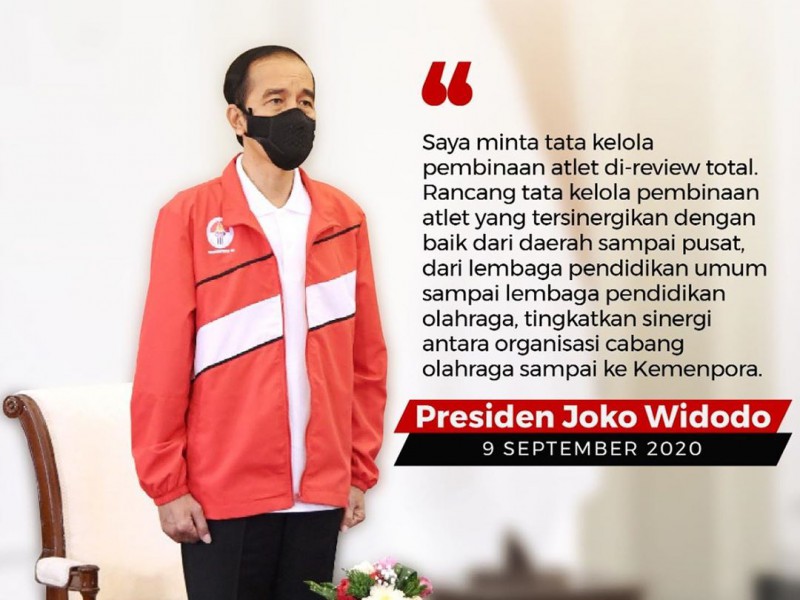 Saya minta tata kelola
pembinaan atlet di-review total.
Rancang tata kelola pembinaan
atlet yang tersinergikan dengan
baik dari daerah sampai pusat,
dari lembaga pendidikan umum
sampai lembaga pendidikan
olahraga, tingkatkan sinergi
antara organisasi cabang
olahraga sampai ke Kemenpora.
Presiden Joko Widodo
9 SEPTEMBER 2020